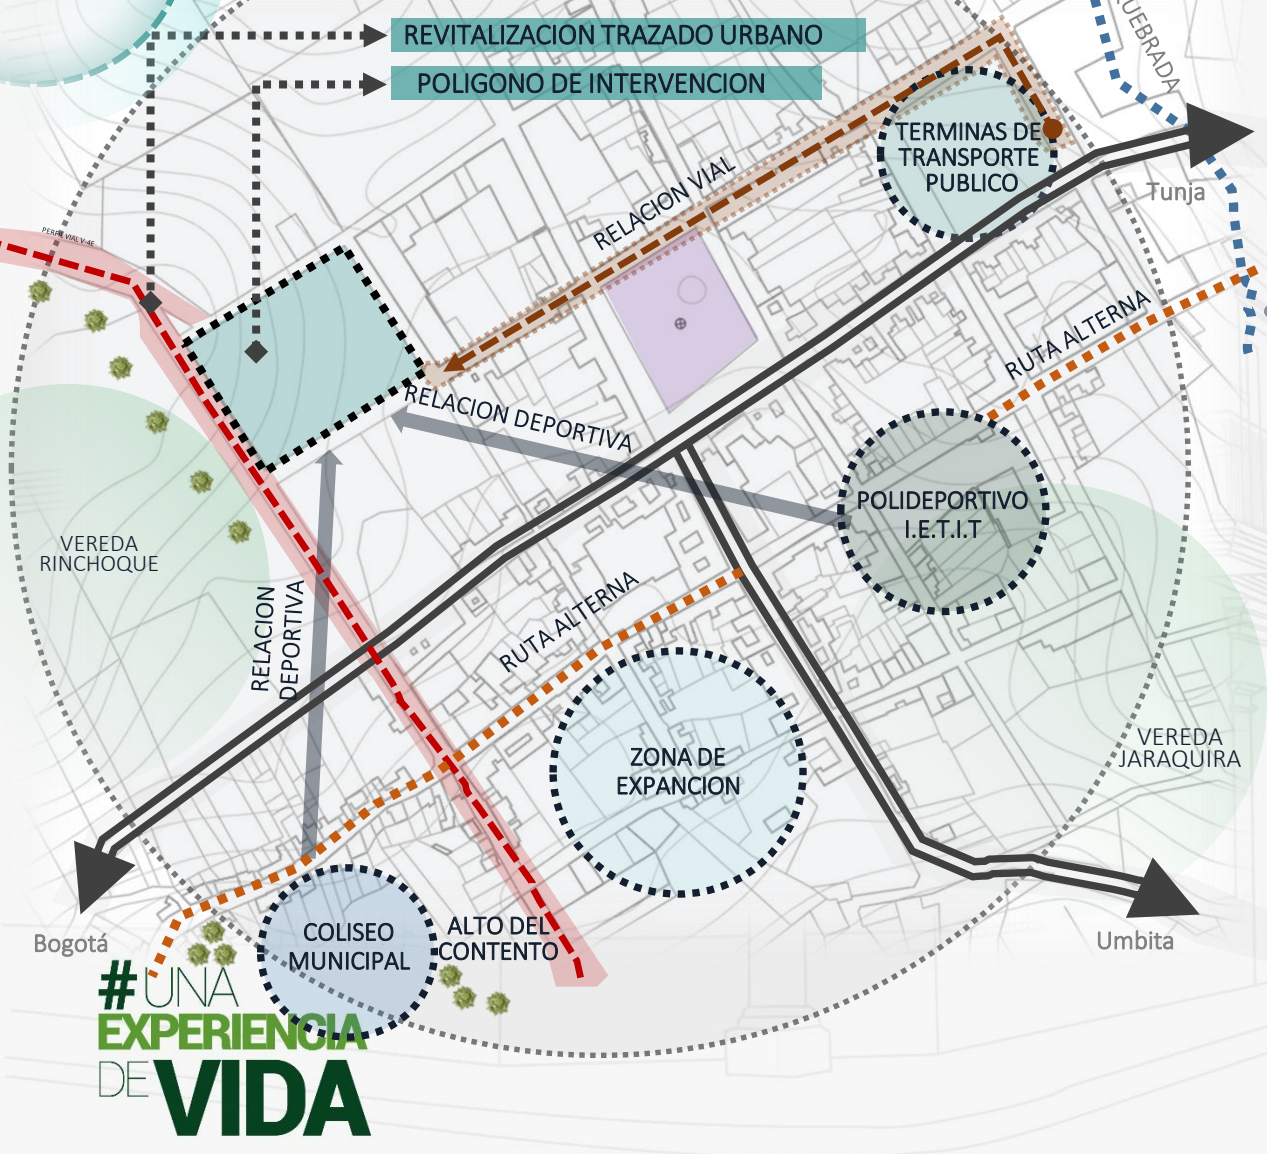 REVITALIZACION TRAZADO URBANO
POLIGONO DE INTERVENCION
UEBRADA
TERMINAS DE
TRANSPORTE
PUBLICO
Tunja
RELACION VIAL
PERFIL VIAL V-4E
RUTA ALTERNA
RELACION DEPORTIVA
POLIDEPORTIVO
I.E.T.I.T
VEREDA
RINCHOQUE
RELACION
DEPORTIVA
RUTA ALTERNA
ZONA DE
EXPANCION
VEREDA
JARAQUIRA
COLISEO
MUNICIPAL
ALTO DEL
CONTENTO
Bogotá
Umbita
#UNA
EXPERIENCIA
DE VIDA